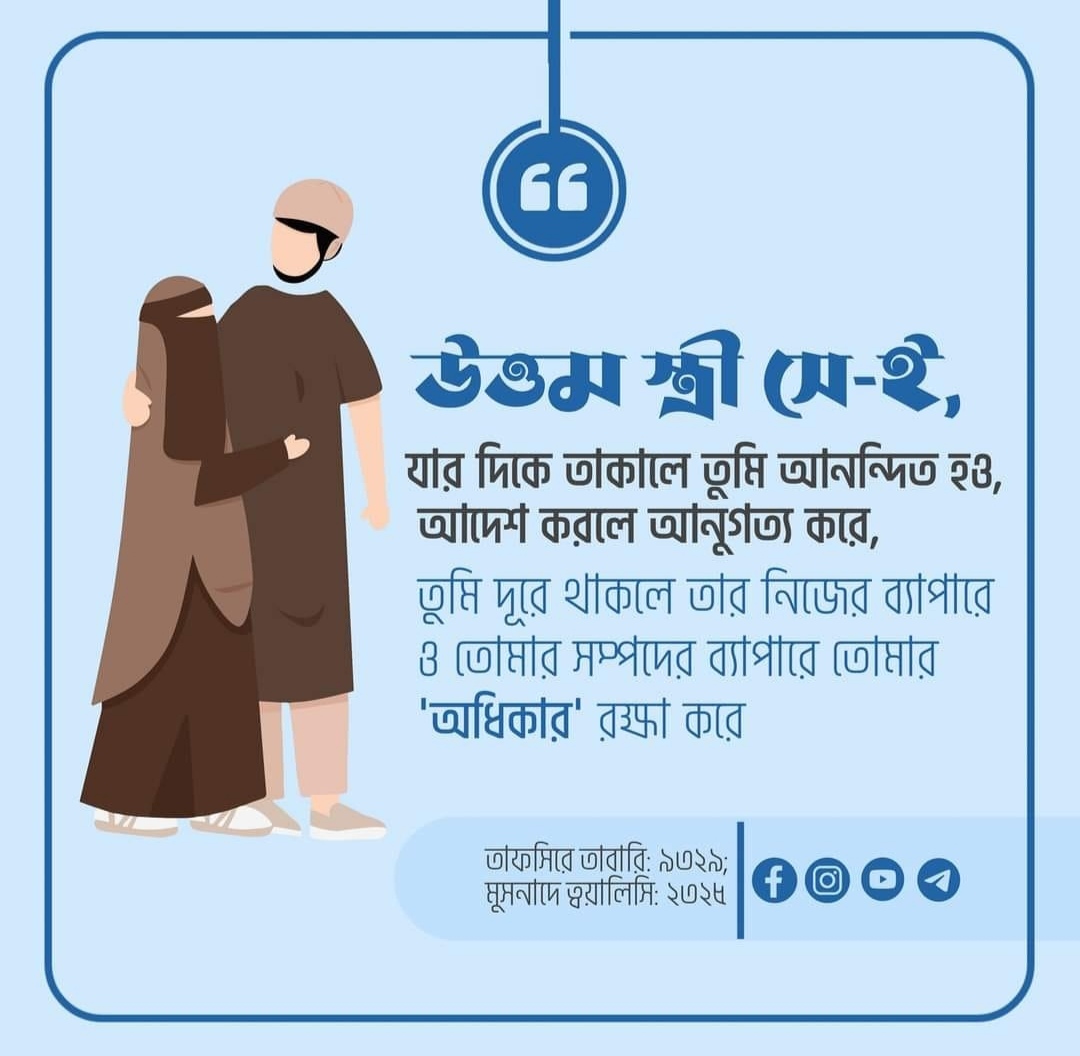 উত্তম স্ত্রী সে-ই,
যার দিকে তাকালে তুমি আনন্দিত হও,
আদেশ করলে আনুগত্য করে,
তুমি দূরে থাকলে তার নিজের ব্যাপারে
ও তোমার সম্পদের ব্যাপারে তোমার
'অধিকার' রক্ষা করে
তাফসিরে তাবারি: ৯৩২৯;
মুসনাদে ত্বয়ালিসি: ২৩২৫